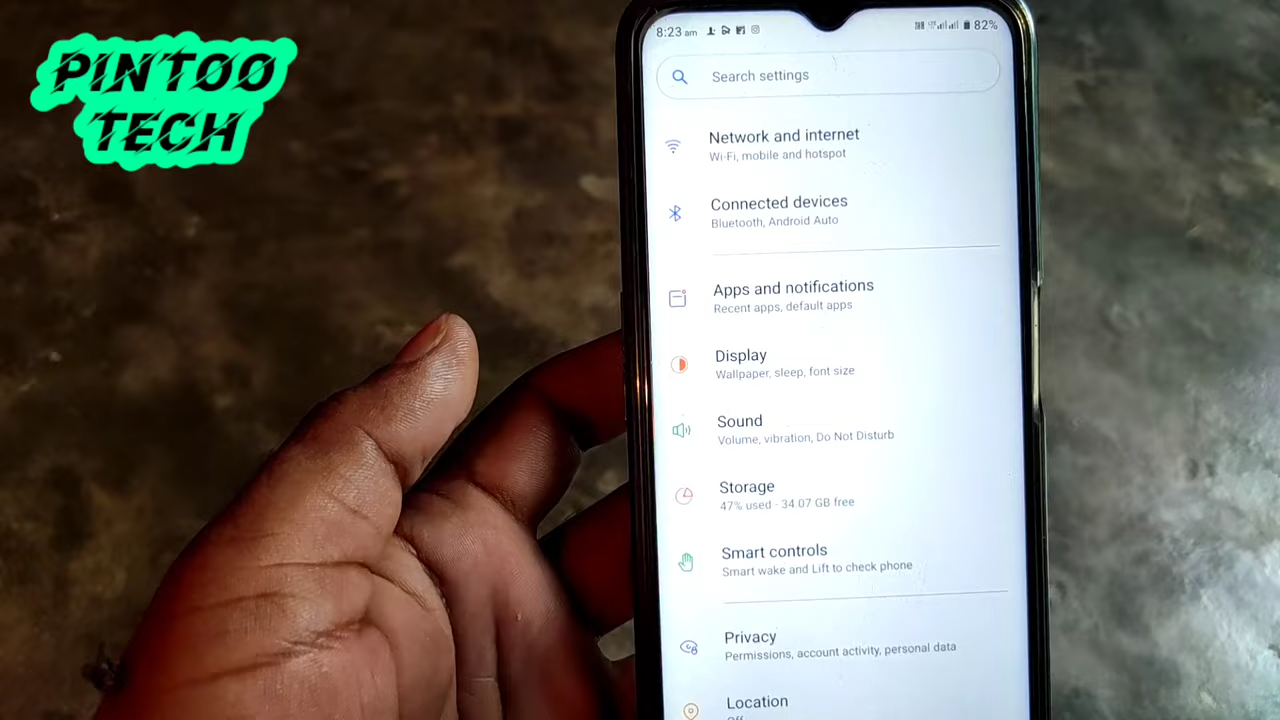 PINTOO
TECH
8:23 am
82%
Search settings
Network and internet
Wi-Fi, mobile and hotspot
Connected devices
Bluetooth, Android Auto
Apps and notifications
Recent apps, default apps
Display
Wallpaper, sleep, font size
Sound
Volume, vibration, Do Not Disturb
Storage
47% used - 34.07 GB free
Smart controls
Smart wake and Lift to check phone
Privacy
Permissions, account activity, personal data
Location